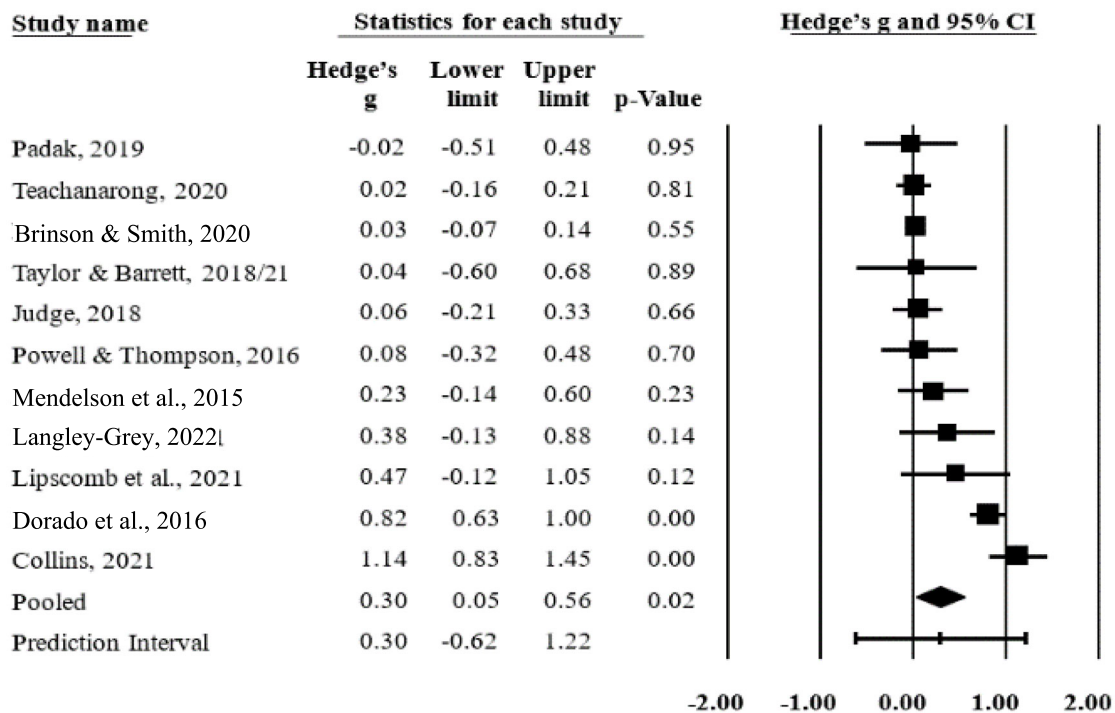 Study name Statistics for each study Hedge's g and 95% CI
Hedge's Lower Upper
g limit limit p-Value
Padak, 2019 -0.02 -0.51 0.48 0.95
Teachanarong, 2020 0.02 -0.16 0.21 0.81
Brinson & Smith, 2020 0.03 -0.07 0.14 0.55
Taylor & Barrett, 2018/21 0.04 -0.60 0.68 0.89
Judge, 2018 0.06 -0.21 0.33 0.66
Powell & Thompson, 2016 0.08 -0.32 0.48 0.70
Mendelson et al., 2015 0.23 -0.14 0.60 0.23
Langley-Grey, 2022 0.38 -0.13 0.88 0.14
Lipscomb et al., 2021 0.47 -0.12 1.05 0.12
Dorado et al., 2016 0.82 0.63 1.00 0.00
Collins, 2021 1.14 0.83 1.45 0.00
Pooled 0.30 0.05 0.56 0.02
Prediction Interval 0.30 -0.62 1.22
-2.00 -1.00 0.00 1.00 2.00